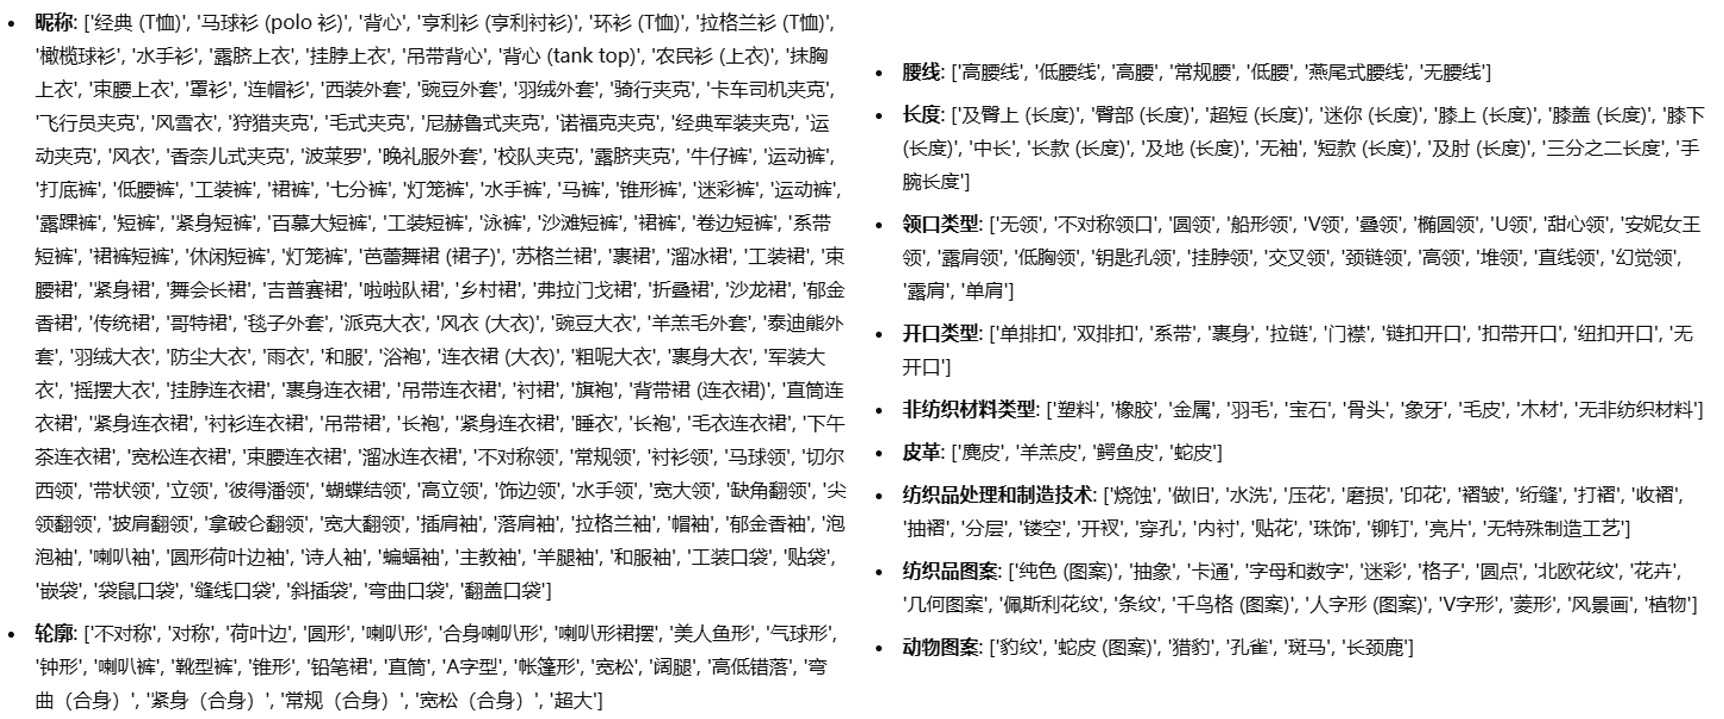 • 昵称: ['经典 (T恤)', '马球衫 (polo 衫)', '背心', '亨利衫 (亨利衬衫)', '环衫 (T恤)', '拉格兰衫 (T恤)',
'橄榄球衫', '水手衫', '露脐上衣', '挂脖上衣', '吊带背心', '背心 (tank top)', '农民衫 (上衣)', '抹胸
上衣', '束腰上衣', '罩衫', '连帽衫', '西装外套', '豌豆外套', '羽绒外套', '骑行夹克', '卡车司机夹克',
'飞行员夹克', '风雪衣', '狩猎夹克', '毛式夹克', '尼赫鲁式夹克', '诺福克夹克', '经典军装夹克', '运
动夹克', '风衣', '香奈儿式夹克', '波莱罗', '晚礼服外套', '校队夹克', '露脐夹克', '牛仔裤', '运动裤',
'打底裤', '低腰裤', '工装裤', '裙裤', '七分裤', '灯笼裤', '水手裤', '马裤', '锥形裤', '迷彩裤', '运动裤',
'露踝裤', '短裤', '紧身短裤', '百慕大短裤', '工装短裤', '泳裤', '沙滩短裤', '裙裤', '卷边短裤', '系带
短裤', '裙裤短裤', '休闲短裤', '灯笼裤', '芭蕾舞裙 (裙子)', '苏格兰裙', '裹裙', '溜冰裙', '工装裙', '束
腰裙', '紧身裙', '舞会长裙', '吉普赛裙', '啦啦队裙', '乡村裙', '弗拉门戈裙', '折叠裙', '沙龙裙', '郁金
香裙', '传统裙', '哥特裙', '毯子外套', '派克大衣', '风衣 (大衣)', '豌豆大衣', '羊羔毛外套', '泰迪熊外
套', '羽绒大衣', '防尘大衣', '雨衣', '和服', '浴袍', '连衣裙 (大衣)', '粗呢大衣', '裹身大衣', '军装大
衣', '摇摆大衣', '挂脖连衣裙', '裹身连衣裙', '吊带连衣裙', '衬裙', '旗袍', '背带裙 (连衣裙)', '直筒连
衣裙', '紧身连衣裙', '衬衫连衣裙', '吊带裙', '长袍', '紧身连衣裙', '睡衣', '长袍', '毛衣连衣裙', '下午
茶连衣裙', '宽松连衣裙', '束腰连衣裙', '溜冰连衣裙', '不对称领', '常规领', '衬衫领', '马球领', '切尔
西领', '带状领', '立领', '彼得潘领', '蝴蝶结领', '高立领', '饰边领', '水手领', '宽大领', '缺角翻领', '尖
领翻领', '披肩翻领', '拿破仑翻领', '宽大翻领', '插肩袖', '落肩袖', '拉格兰袖', '帽袖', '郁金香袖', '泡
泡袖', '喇叭袖', '圆形荷叶边袖', '诗人袖', '蝙蝠袖', '主教袖', '羊腿袖', '和服袖', '工装口袋', '贴袋',
'嵌袋', '袋鼠口袋', '缝线口袋', '斜插袋', '弯曲口袋', '翻盖口袋']
• 轮廓: ['不对称', '对称', '荷叶边', '圆形', '喇叭形', '合身喇叭形', '喇叭形裙摆', '美人鱼形', '气球形',
'钟形', '喇叭裤', '靴型裤', '锥形', '铅笔裙', '直筒', 'A字型', '帐篷形', '宽松', '阔腿', '高低错落', '弯
曲（合身）', '紧身（合身）', '常规（合身）', '宽松（合身）', '超大']
• 腰线: ['高腰线', '低腰线', '高腰', '常规腰', '低腰', '燕尾式腰线', '无腰线']
• 长度: ['及臀上 (长度)', '臀部 (长度)', '超短 (长度)', '迷你 (长度)', '膝上 (长度)', '膝盖 (长度)', '膝下
(长度)', '中长', '长款 (长度)', '及地 (长度)', '无袖', '短款 (长度)', '及肘 (长度)', '三分之二长度', '手
腕长度']
• 领口类型: ['无领', '不对称领口', '圆领', '船形领', 'V领', '叠领', '椭圆领', 'U领', '甜心领', '安妮女王
领', '露肩领', '低胸领', '钥匙孔领', '挂脖领', '交叉领', '颈链领', '高领', '堆领', '直线领', '幻觉领',
'露肩', '单肩']
• 开口类型: ['单排扣', '双排扣', '系带', '裹身', '拉链', '门襟', '链扣开口', '扣带开口', '纽扣开口', '无
开口']
• 非纺织材料类型: ['塑料', '橡胶', '金属', '羽毛', '宝石', '骨头', '象牙', '毛皮', '木材', '无非纺织材料']
• 皮革: ['麂皮', '羊羔皮', '鳄鱼皮', '蛇皮']
• 纺织品处理和制造技术: ['烧蚀', '做旧', '水洗', '压花', '磨损', '印花', '褶皱', '绗缝', '打褶', '收褶',
'抽褶', '分层', '镂空', '开衩', '穿孔', '内衬', '贴花', '珠饰', '铆钉', '亮片', '无特殊制造工艺']
• 纺织品图案: ['纯色 (图案)', '抽象', '卡通', '字母和数字', '迷彩', '格子', '圆点', '北欧花纹', '花卉',
'几何图案', '佩斯利花纹', '条纹', '千鸟格 (图案)', '人字形 (图案)', 'V字形', '菱形', '风景画', '植物']
• 动物图案: ['豹纹', '蛇皮 (图案)', '猎豹', '孔雀', '斑马', '长颈鹿']